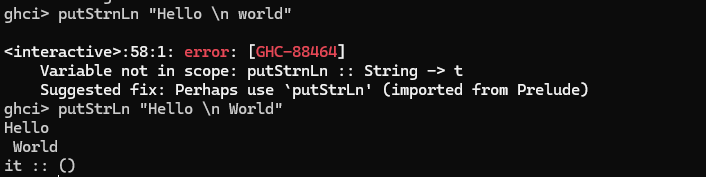 ghci> putStrnLn "Hello \n world"
<interactive>:58:1: error: [GHC-88464]
    Variable not in scope: putStrnLn :: String -> t
    Suggested fix: Perhaps use `putStrLn' (imported from Prelude)
ghci> putStrLn "Hello \n World"
Hello
 World
it :: ()